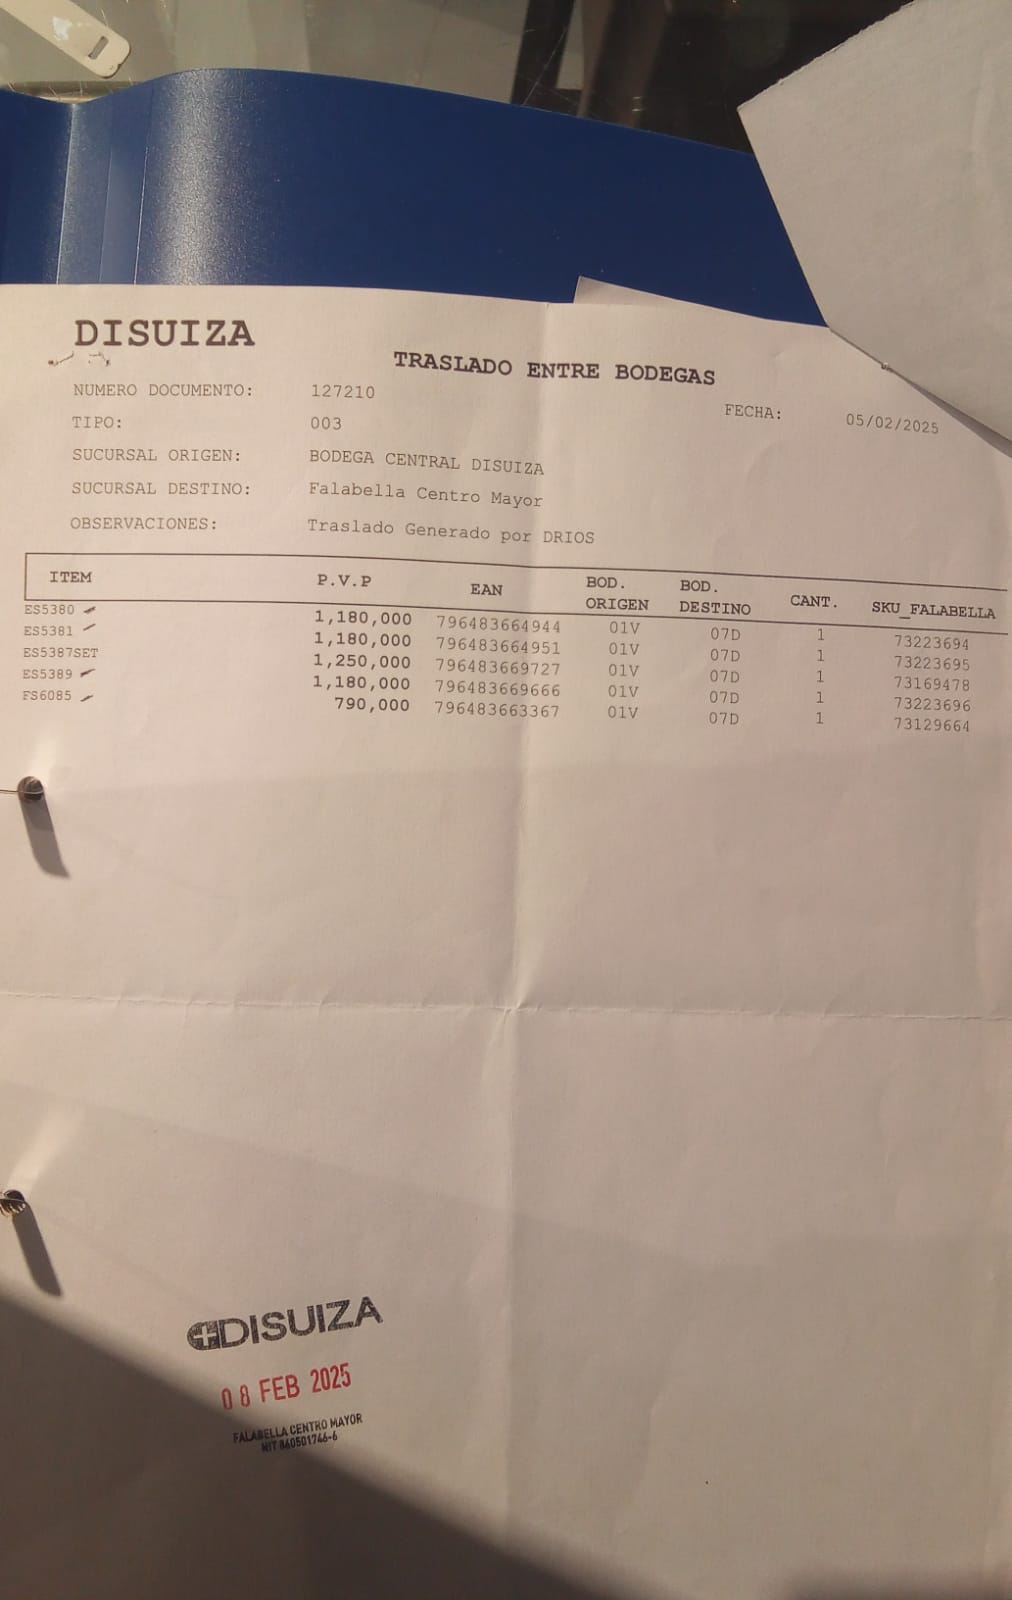 DISUIZA
TRASLADO ENTRE BODEGAS
NUMERO DOCUMENTO: 127210 FECHA: 05/02/2025
TIPO: 003
SUCURSAL ORIGEN: BODEGA CENTRAL DISUIZA
SUCURSAL DESTINO: Falabella Centro Mayor
OBSERVACIONES: Traslado Generado por DRIOS
ITEM P.V.P EAN BOD. ORIGEN BOD. DESTINO CANT. SKU_FALABELLA
ES5380 1,180,000 796483664944 01V 07D 1 73223694
ES5381 1,180,000 796483664951 01V 07D 1 73223695
ES5387SET 1,250,000 796483669727 01V 07D 1 73169478
ES5389 1,180,000 796483669666 01V 07D 1 73223696
FS6085 790,000 796483663367 01V 07D 1 73129664
DISUIZA
08 FEB 2025
FALABELLA CENTRO MAYOR
NIT 860501746-6